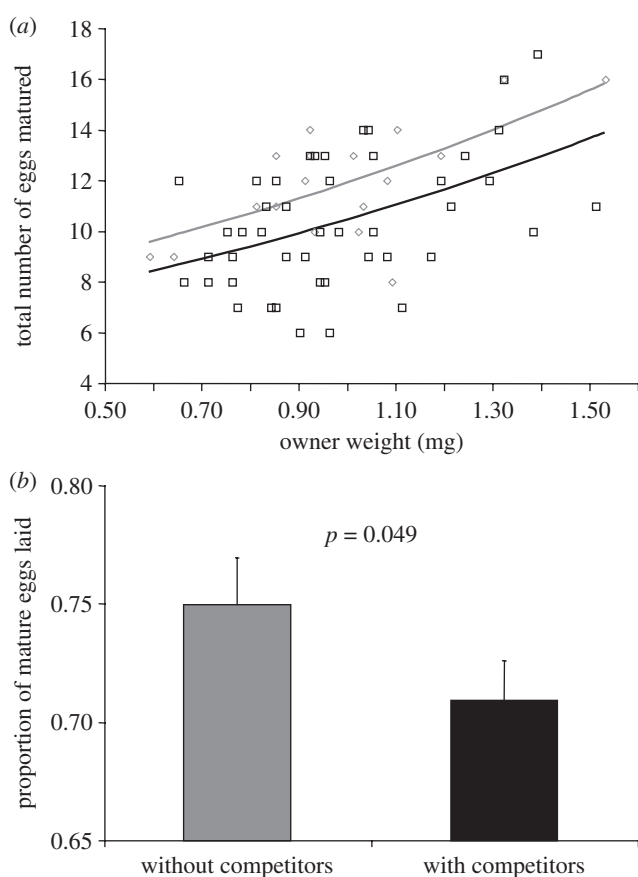 (a)
18
16
14
12
10
8
6
4
total number of eggs matured
0.50 0.70 0.90 1.10 1.30 1.50
owner weight (mg)
(b)
0.80
0.75
0.70
0.65
proportion of mature eggs laid
p = 0.049
without competitors with competitors